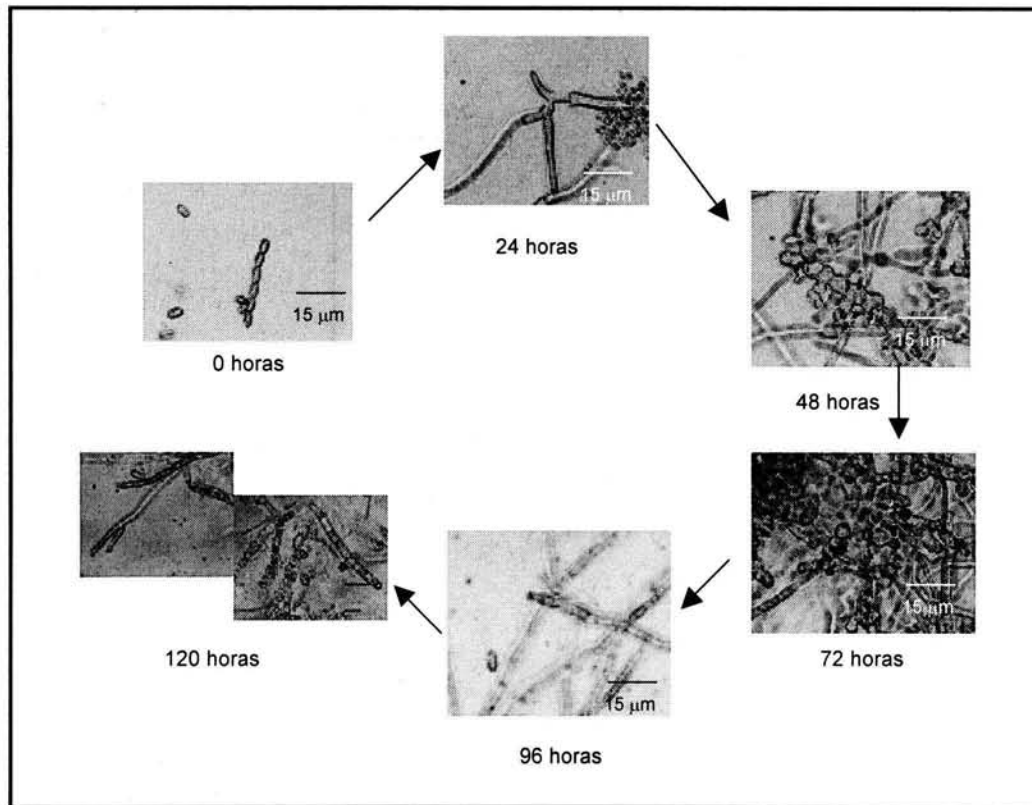 15 μm
0 horas
15 μm
24 horas
15 μm
48 horas
15 μm
72 horas
15 μm
96 horas
120 horas